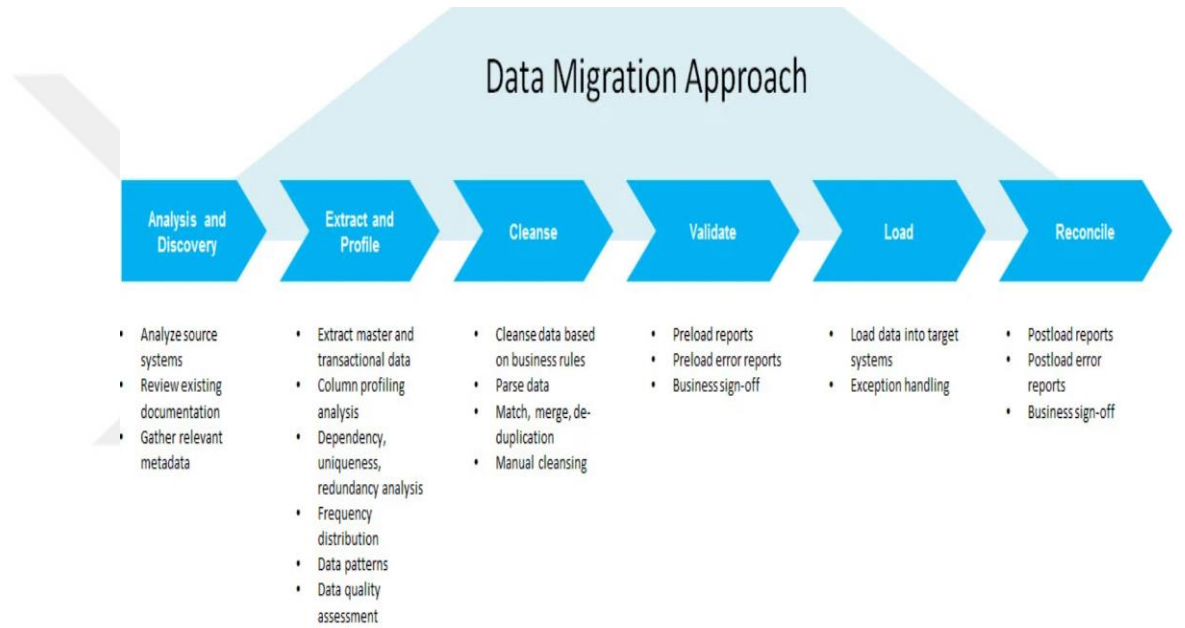 Data Migration Approach
Analysis and
Discovery
Extract and
Profile
Cleanse
Validate
Load
Reconcile
• Analyze source
systems
• Review existing
documentation
• Gather relevant
metadata
• Extract master and
transactional data
• Column profiling
analysis
• Dependency,
uniqueness,
redundancy analysis
• Frequency
distribution
• Data patterns
• Data quality
assessment
• Cleanse data based
on business rules
• Parse data
• Match, merge, de-
duplication
• Manual cleansing
• Preload reports
• Preload error reports
• Business sign-off
• Load data into target
systems
• Exception handling
• Postload reports
• Postload error
reports
• Business sign-off